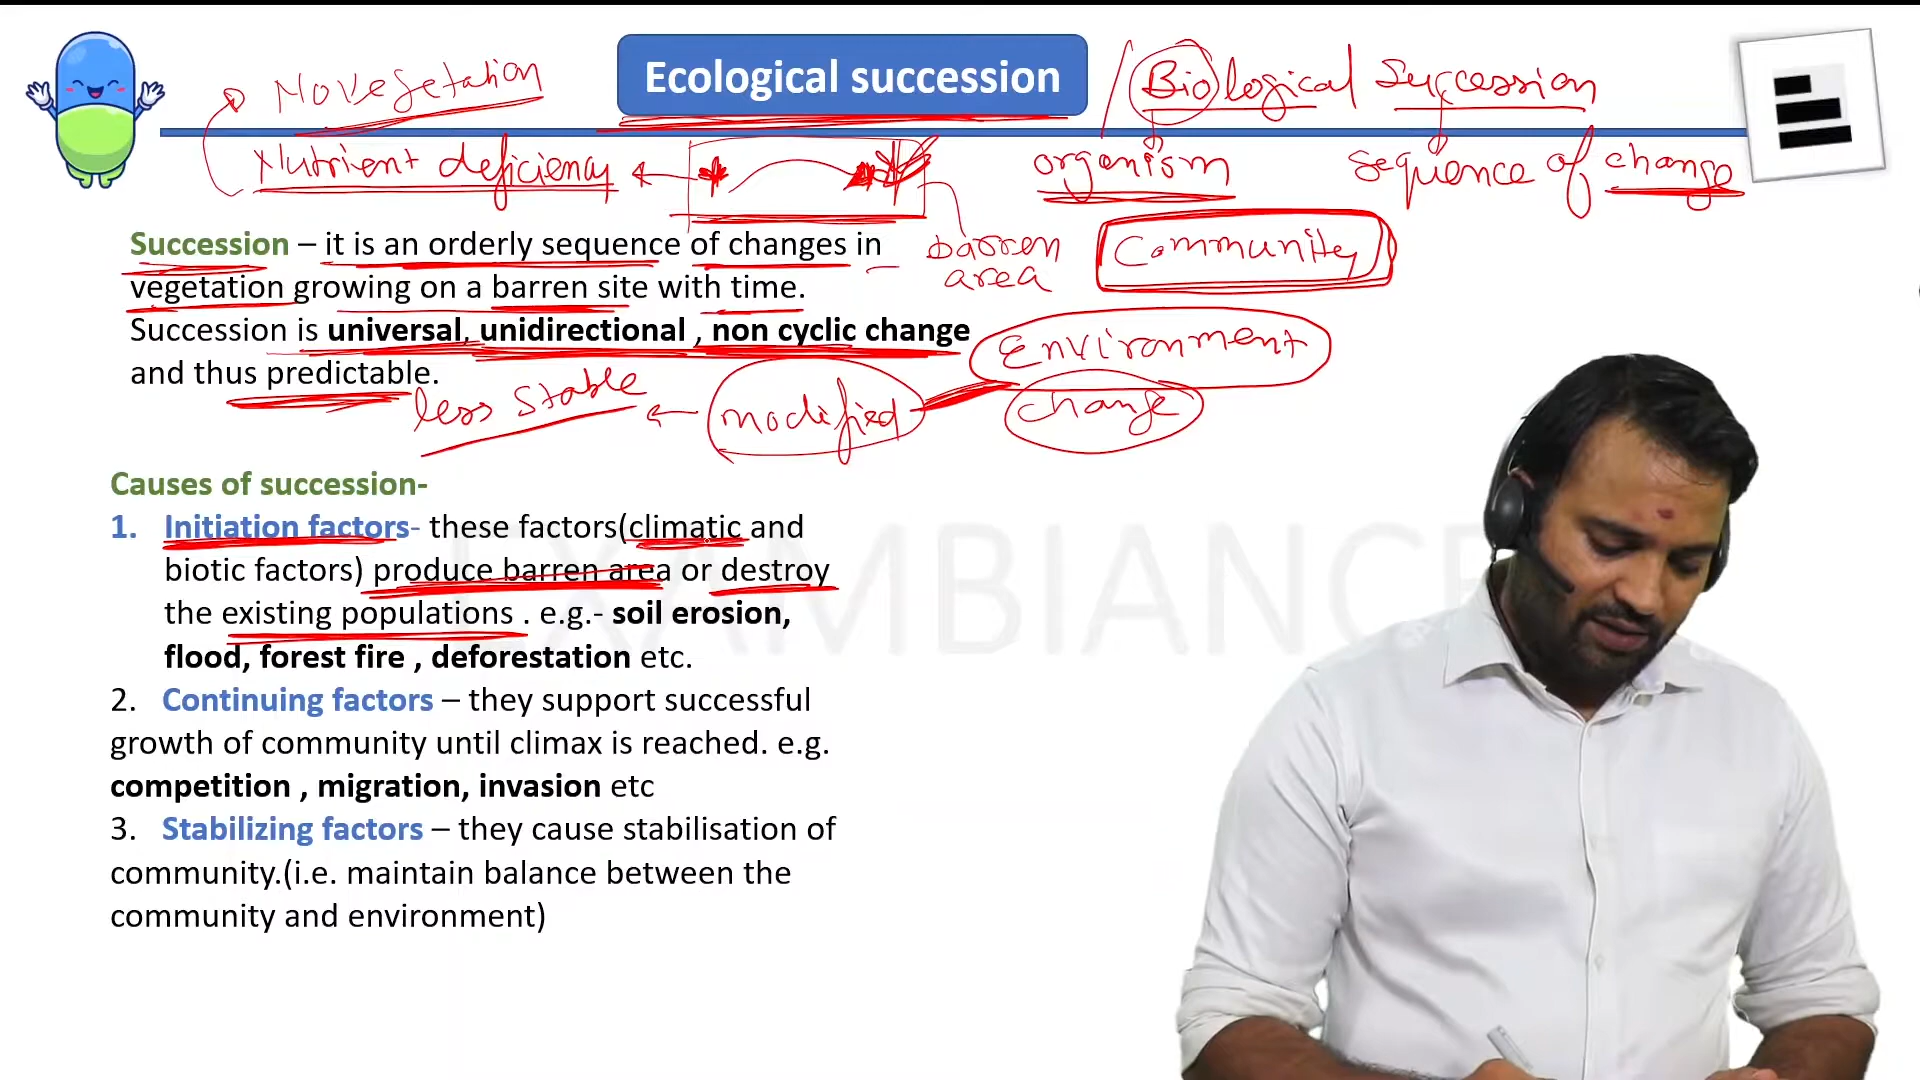 No vegetation
Ecological succession
/ Biological Succession
Nutrient deficiency
organism
sequence of change
Succession – it is an orderly sequence of changes in
vegetation growing on a barren site with time.
barren
area
Community
Succession is universal, unidirectional , non cyclic change
and thus predictable.
Environment
change
modified
less stable
Causes of succession-
1. Initiation factors- these factors(climatic and
biotic factors) produce barren area or destroy
the existing populations . e.g.- soil erosion,
flood, forest fire , deforestation etc.
2. Continuing factors – they support successful
growth of community until climax is reached. e.g.
competition , migration, invasion etc
3. Stabilizing factors – they cause stabilisation of
community.(i.e. maintain balance between the
community and environment)
EXAMBIANCE